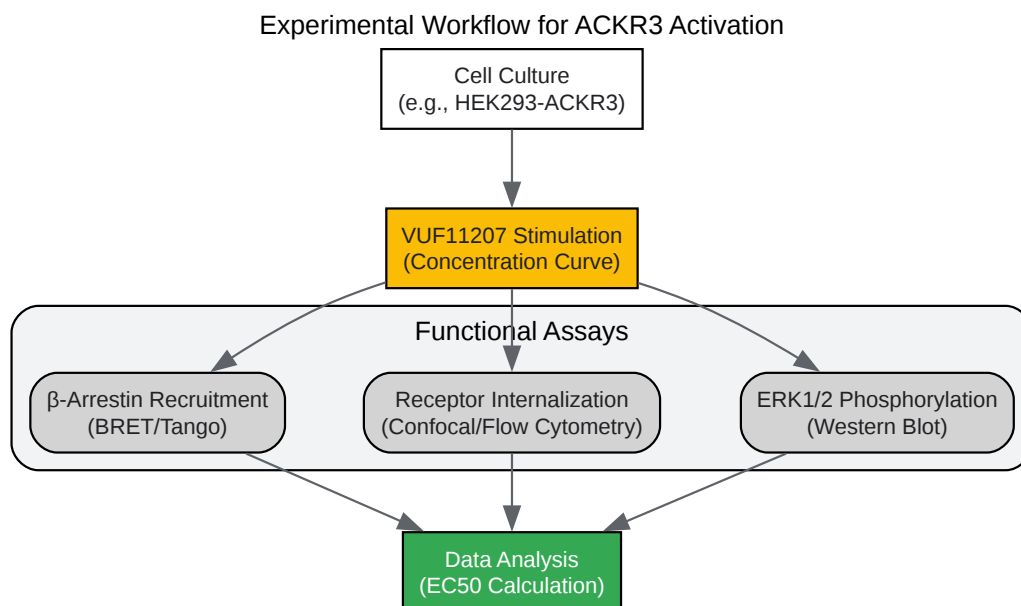 Experimental Workflow for ACKR3 Activation
Cell Culture
(e.g., HEK293-ACKR3)
VUF11207 Stimulation
(Concentration Curve)
Functional Assays
β-Arrestin Recruitment
(BRET/Tango)
Receptor Internalization
(Confocal/Flow Cytometry)
ERK1/2 Phosphorylation
(Western Blot)
Data Analysis
(EC50 Calculation)